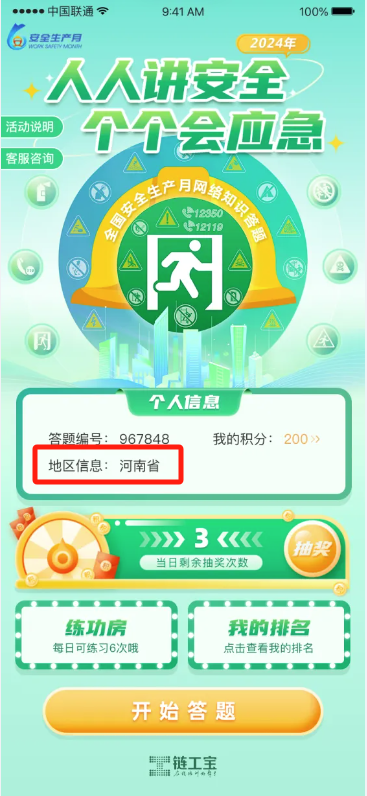 中国联通
9:41 AM
100%
安全生产月
WORK SAFETY MONTH
2024年
人人讲安全
个个会应急
活动说明
客服咨询
全国安全生产月网络知识答题
12350
12119
个人信息
答题编号： 967848
我的积分： 200
地区信息： 河南省
3
当日剩余抽奖次数
抽奖
练功房
每日可练习6次哦
我的排名
点击查看我的排名
开始答题
链工宝